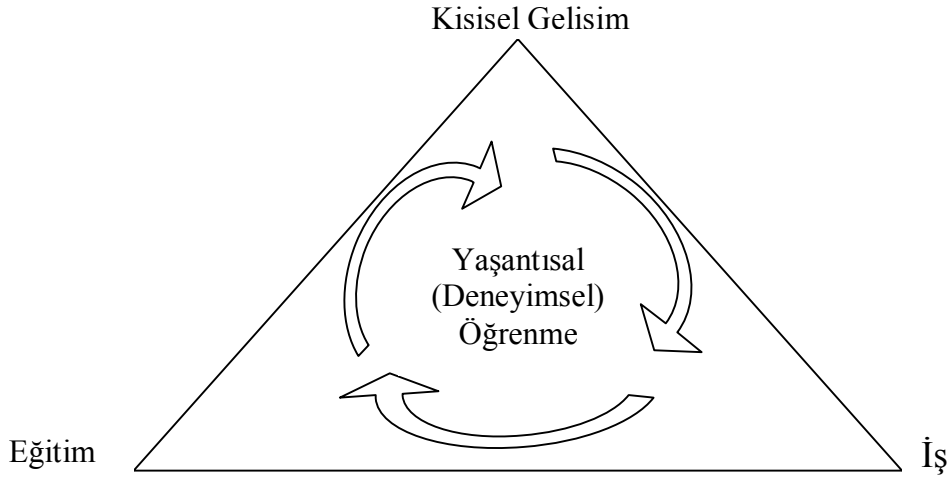 Kisisel Gelisim
Yaşantısal
(Deneyimsel)
Öğrenme
Eğitim
İş